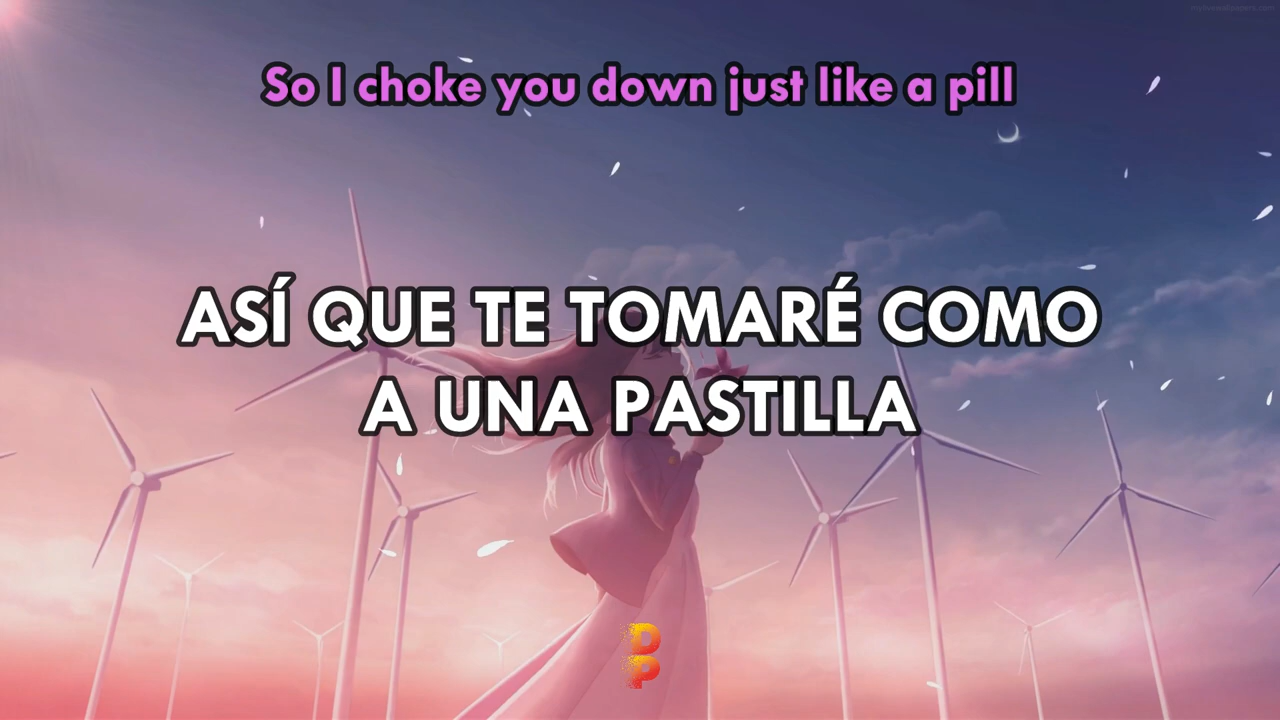 So I choke you down just like a pill
ASÍ QUE TE TOMARÉ COMO
A UNA PASTILLA
D
P